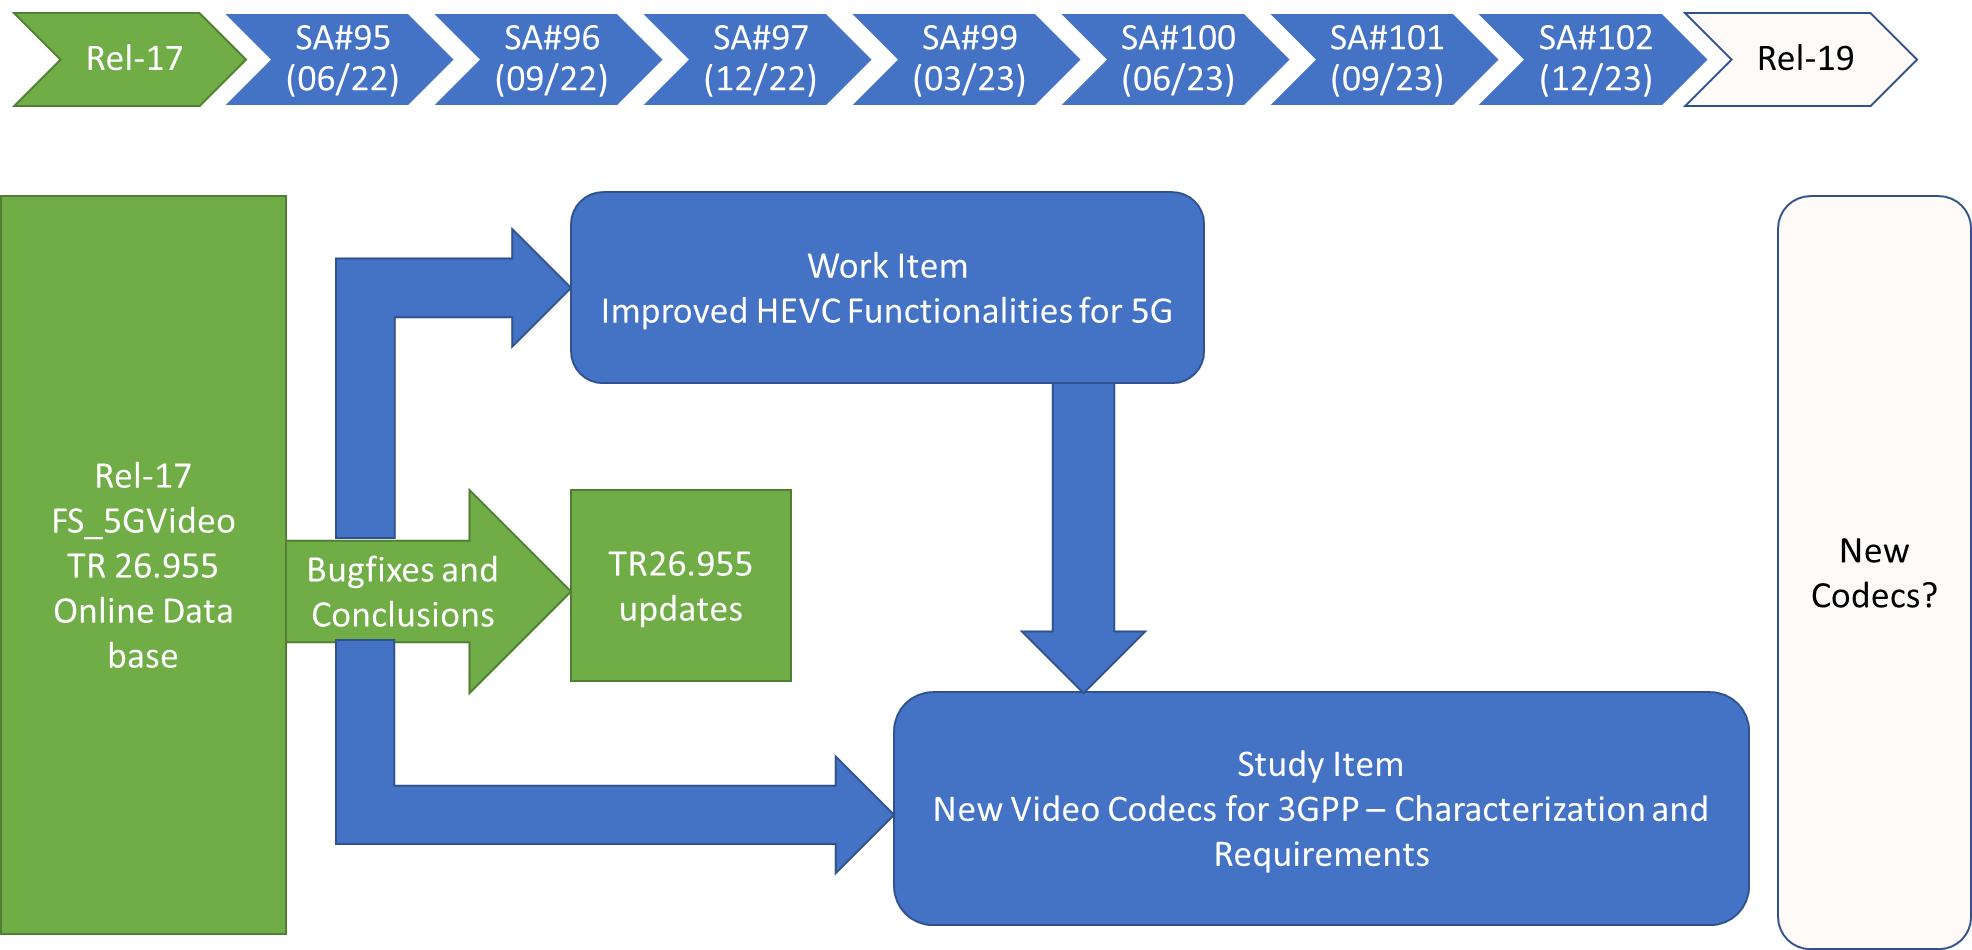 Rel-17
SA#95
(06/22)
SA#96
(09/22)
SA#97
(12/22)
SA#99
(03/23)
SA#100
(06/23)
SA#101
(09/23)
SA#102
(12/23)
Rel-19
Work Item
Improved HEVC Functionalities for 5G
Rel-17
FS_5GVideo
TR 26.955
Online Data
base
Bugfixes and
Conclusions
TR26.955
updates
New
Codecs?
Study Item
New Video Codecs for 3GPP – Characterization and
Requirements